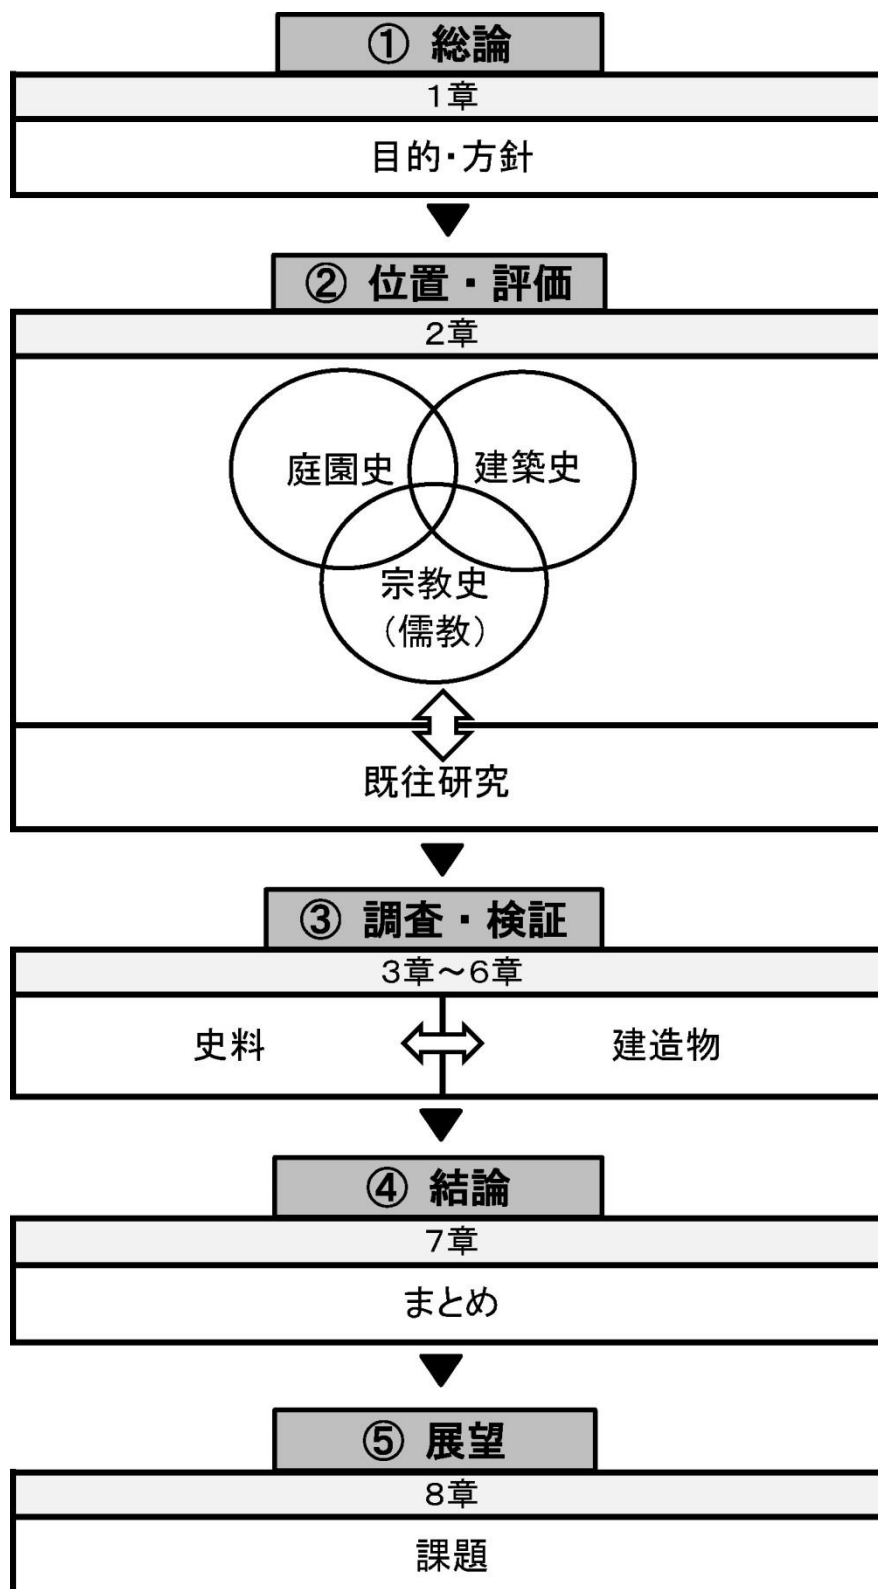 ① 総論
1章
目的・方針
② 位置・評価
2章
庭園史
建築史
宗教史
(儒教)
既往研究
③ 調査・検証
3章～6章
史料
建造物
④ 結論
7章
まとめ
⑤ 展望
8章
課題